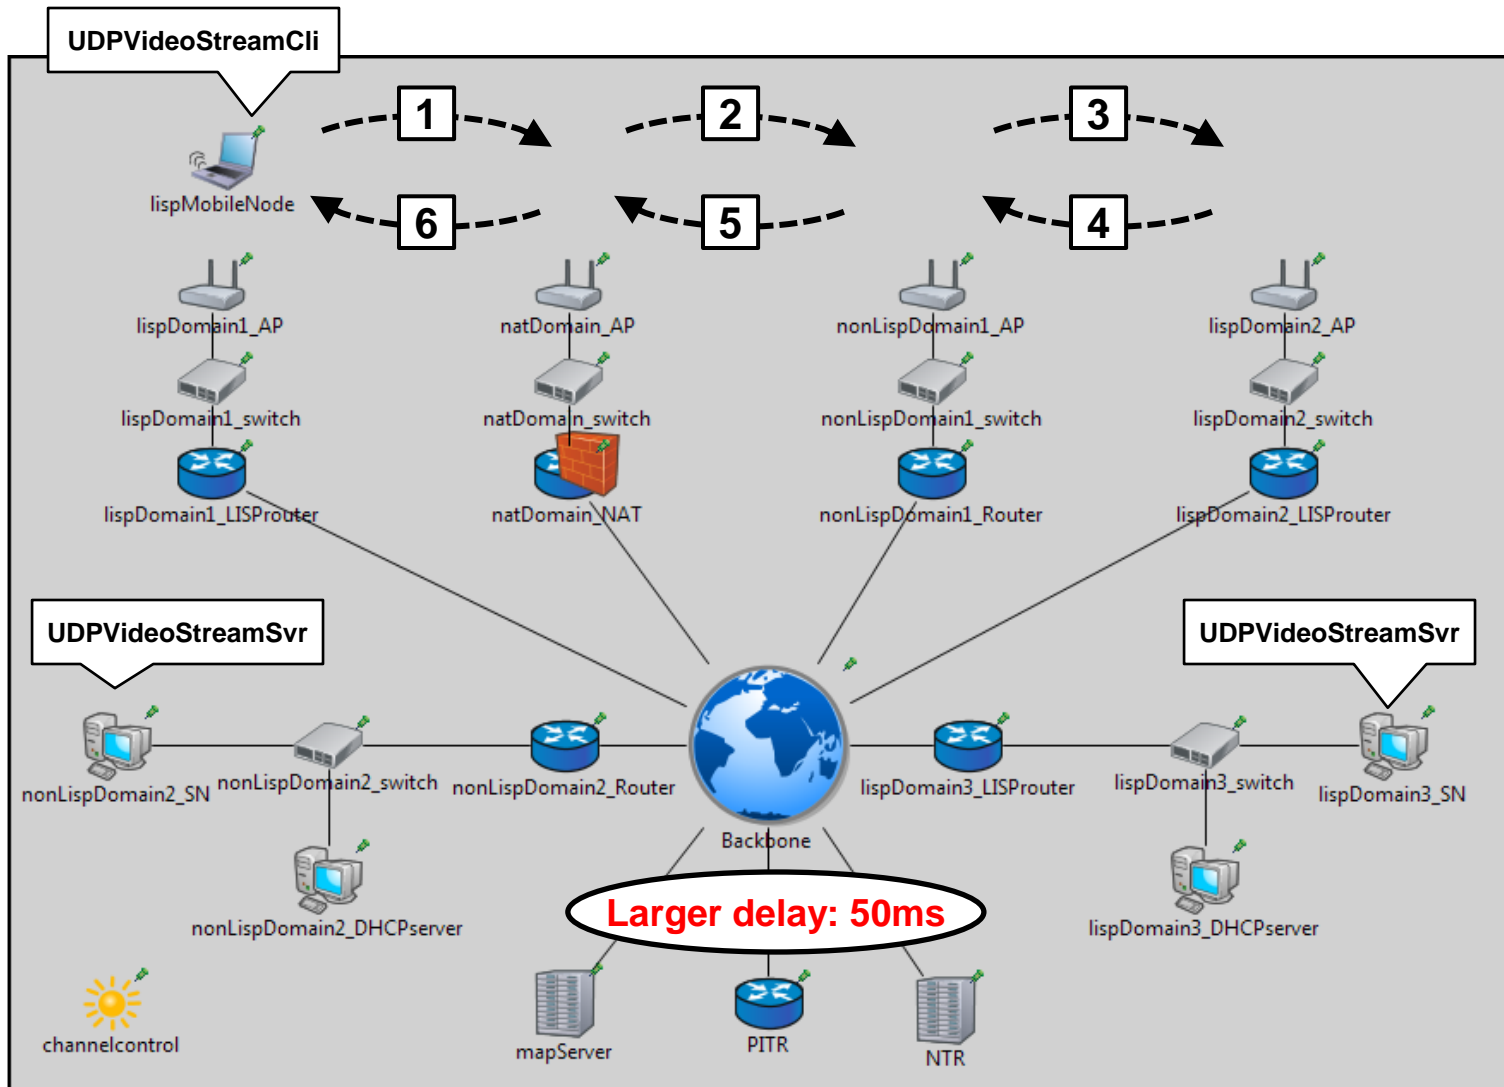 UDPVideoStreamCli
1
2
3
lispMobileNode
6
5
4
lispDomain1_AP
natDomain_AP
nonLispDomain1_AP
lispDomain2_AP
lispDomain1_switch
natDomain_switch
nonLispDomain1_switch
lispDomain2_switch
lispDomain1_LISProuter
natDomain_NAT
nonLispDomain1_Router
lispDomain2_LISProuter
UDPVideoStreamSvr
UDPVideoStreamSvr
nonLispDomain2_SN
nonLispDomain2_switch
nonLispDomain2_Router
lispDomain3_LISProuter
lispDomain3_switch
lispDomain3_SN
Backbone
Larger delay: 50ms
nonLispDomain2_DHCPserver
lispDomain3_DHCPserver
channelcontrol
mapServer
PITR
NTR